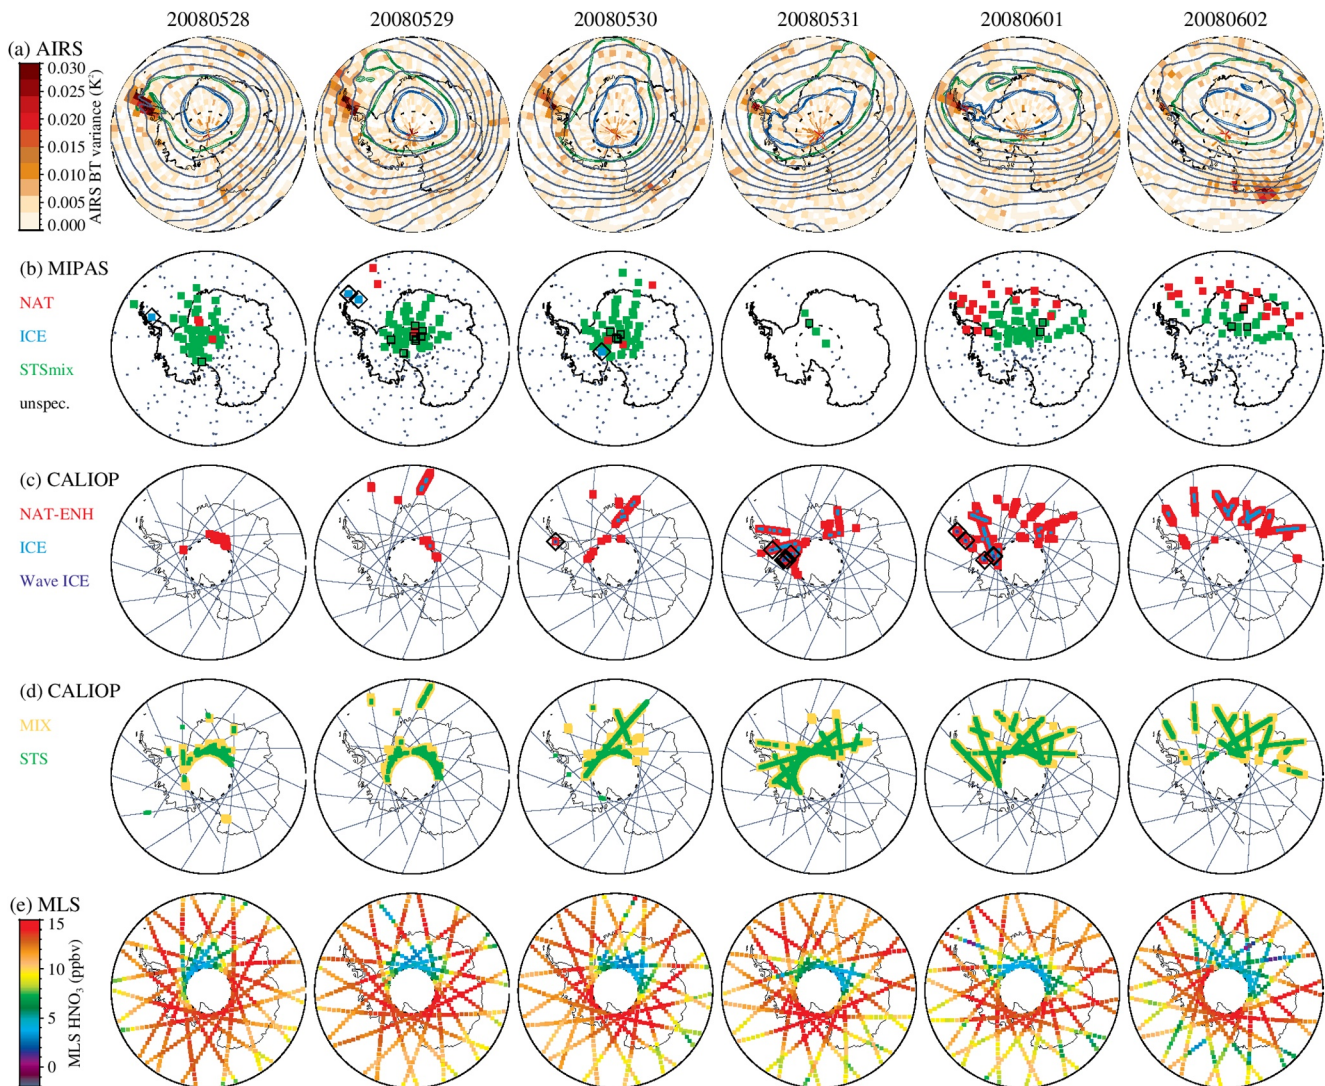 20080528 20080529 20080530 20080531 20080601 20080602
(a) AIRS
0.030
0.025
0.020
0.015
0.010
0.005
0.000
AIRS BT variance (K²)
(b) MIPAS
NAT
ICE
STSmix
unspec.
(c) CALIOP
NAT-ENH
ICE
Wave ICE
(d) CALIOP
MIX
STS
(e) MLS
15
10
5
0
MLS HNO₃ (ppbv)